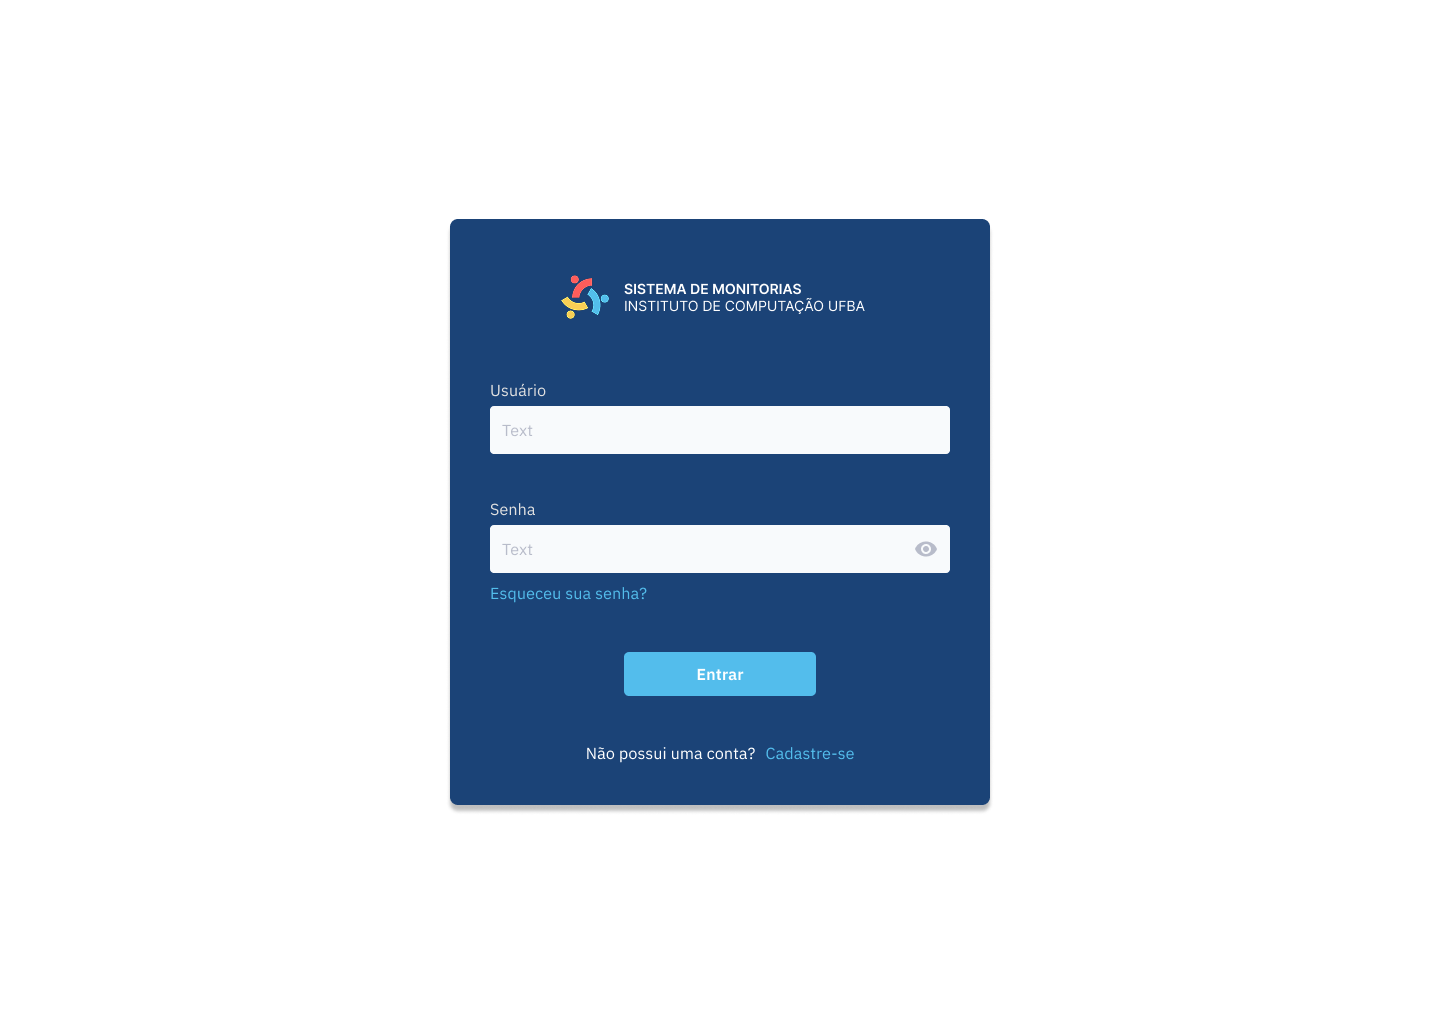 SISTEMA DE MONITORIAS
INSTITUTO DE COMPUTAÇÃO UFBA
Usuário
Text
Senha
Text
Esqueceu sua senha?
Entrar
Não possui uma conta? Cadastre-se